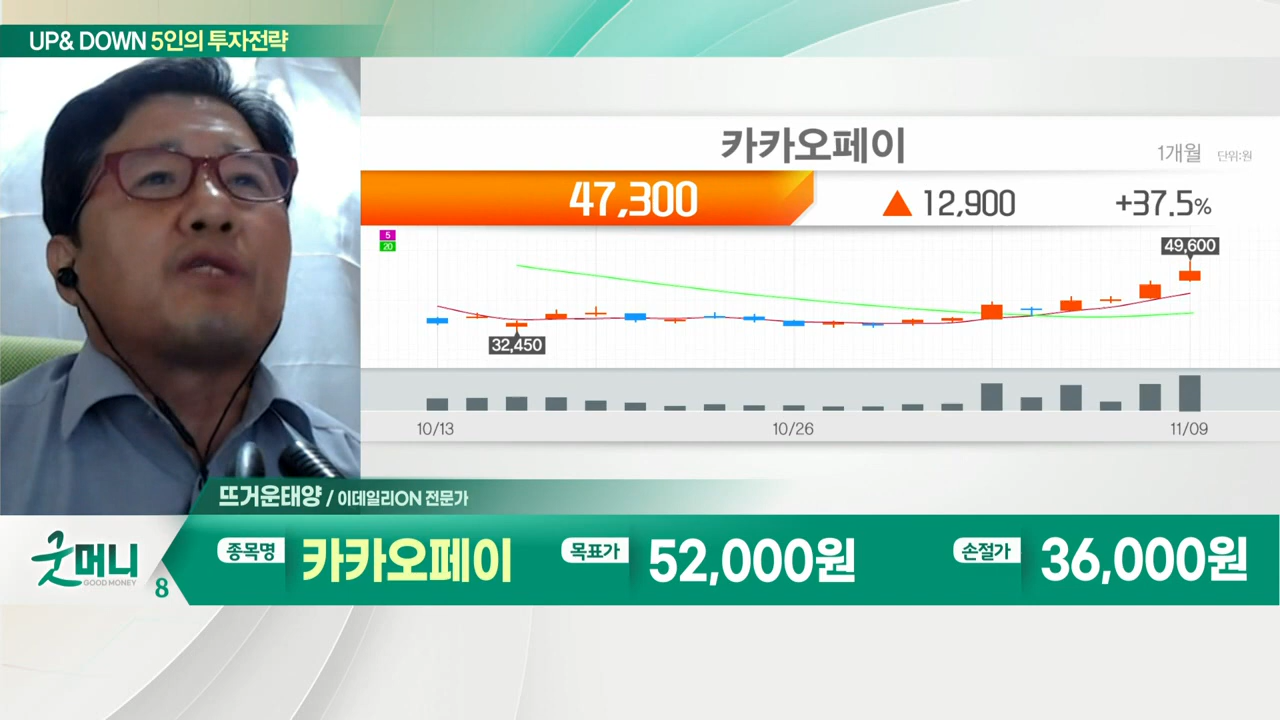 UP& DOWN 5인의 투자전략
카카오페이
1개월 단위:원
47,300 ▲ 12,900 +37.5%
5
20
49,600
32,450
10/13 10/26 11/09
뜨거운태양 / 이데일리ON 전문가
굿머니
GOOD MONEY
8
종목명 카카오페이 목표가 52,000원 손절가 36,000원